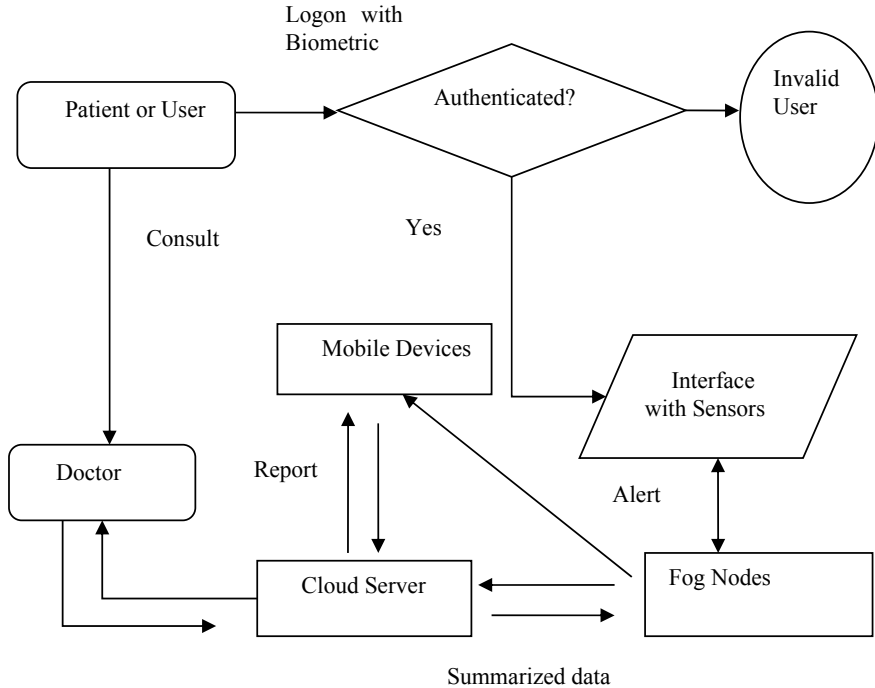 Logon with
Biometric
Patient or User
Authenticated?
Invalid
User
Consult
Yes
Mobile Devices
Interface
with Sensors
Doctor
Report
Alert
Cloud Server
Fog Nodes
Summarized data